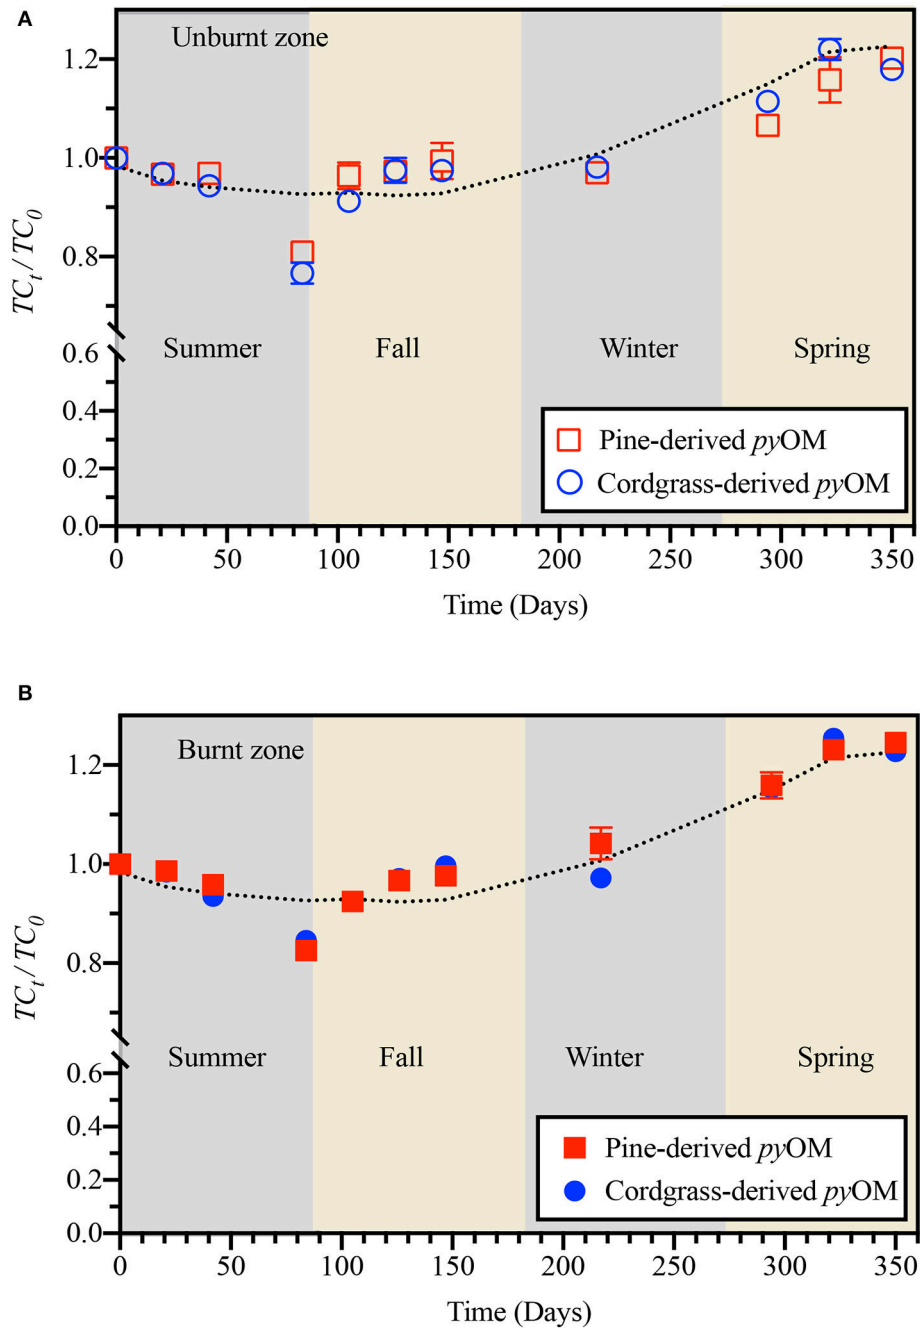 A
Unburnt zone
1.2
1.0
0.8
0.6
0.4
0.2
0.0
TCt / TC0
Summer Fall Winter Spring
Pine-derived pyOM
Cordgrass-derived pyOM
0 50 100 150 200 250 300 350
Time (Days)
B
Burnt zone
1.2
1.0
0.8
0.6
0.4
0.2
0.0
TCt / TC0
Summer Fall Winter Spring
Pine-derived pyOM
Cordgrass-derived pyOM
0 50 100 150 200 250 300 350
Time (Days)